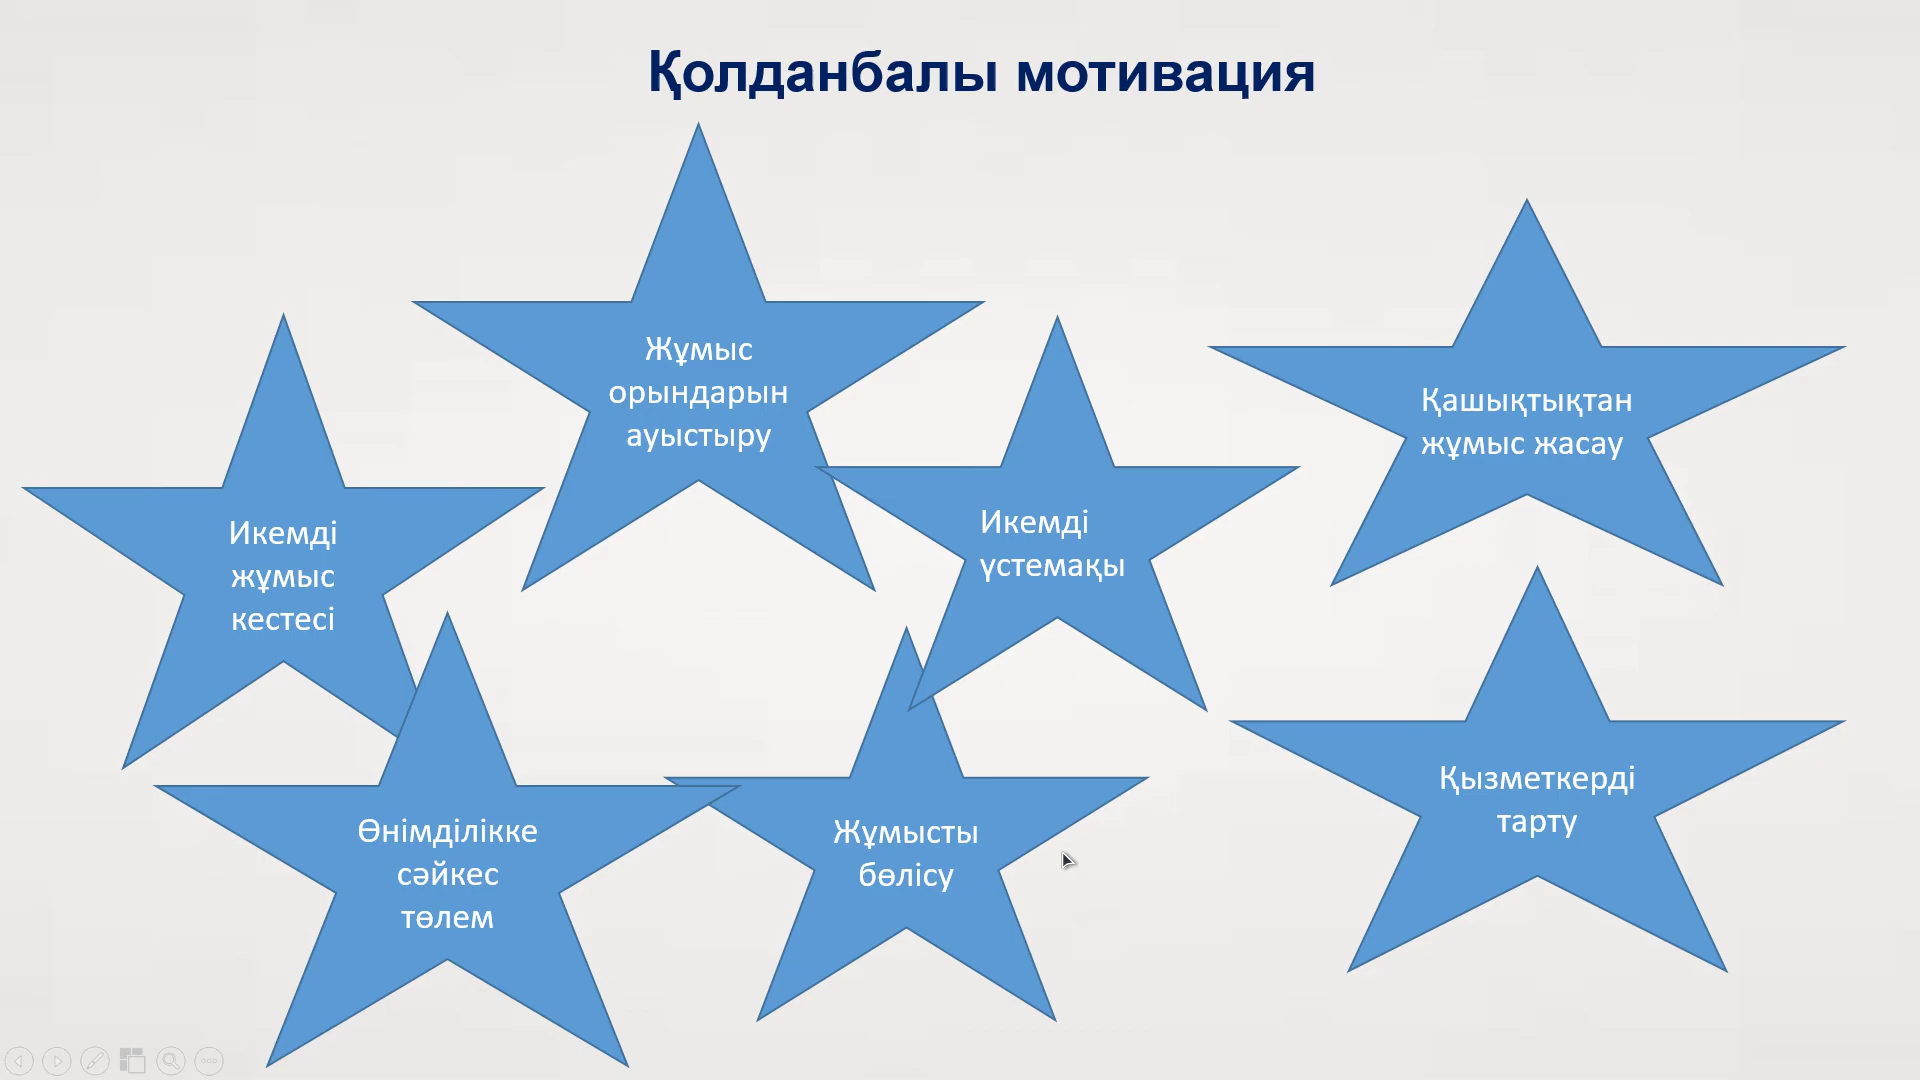 Қолданбалы мотивация
Жұмыс
орындарын
ауыстыру
Қашықтықтан
жұмыс жасау
Икемді
жұмыс
кестесі
Икемді
үстемақы
Өнімділікке
сәйкес
төлем
Жұмысты
бөлісу
Қызметкерді
тарту